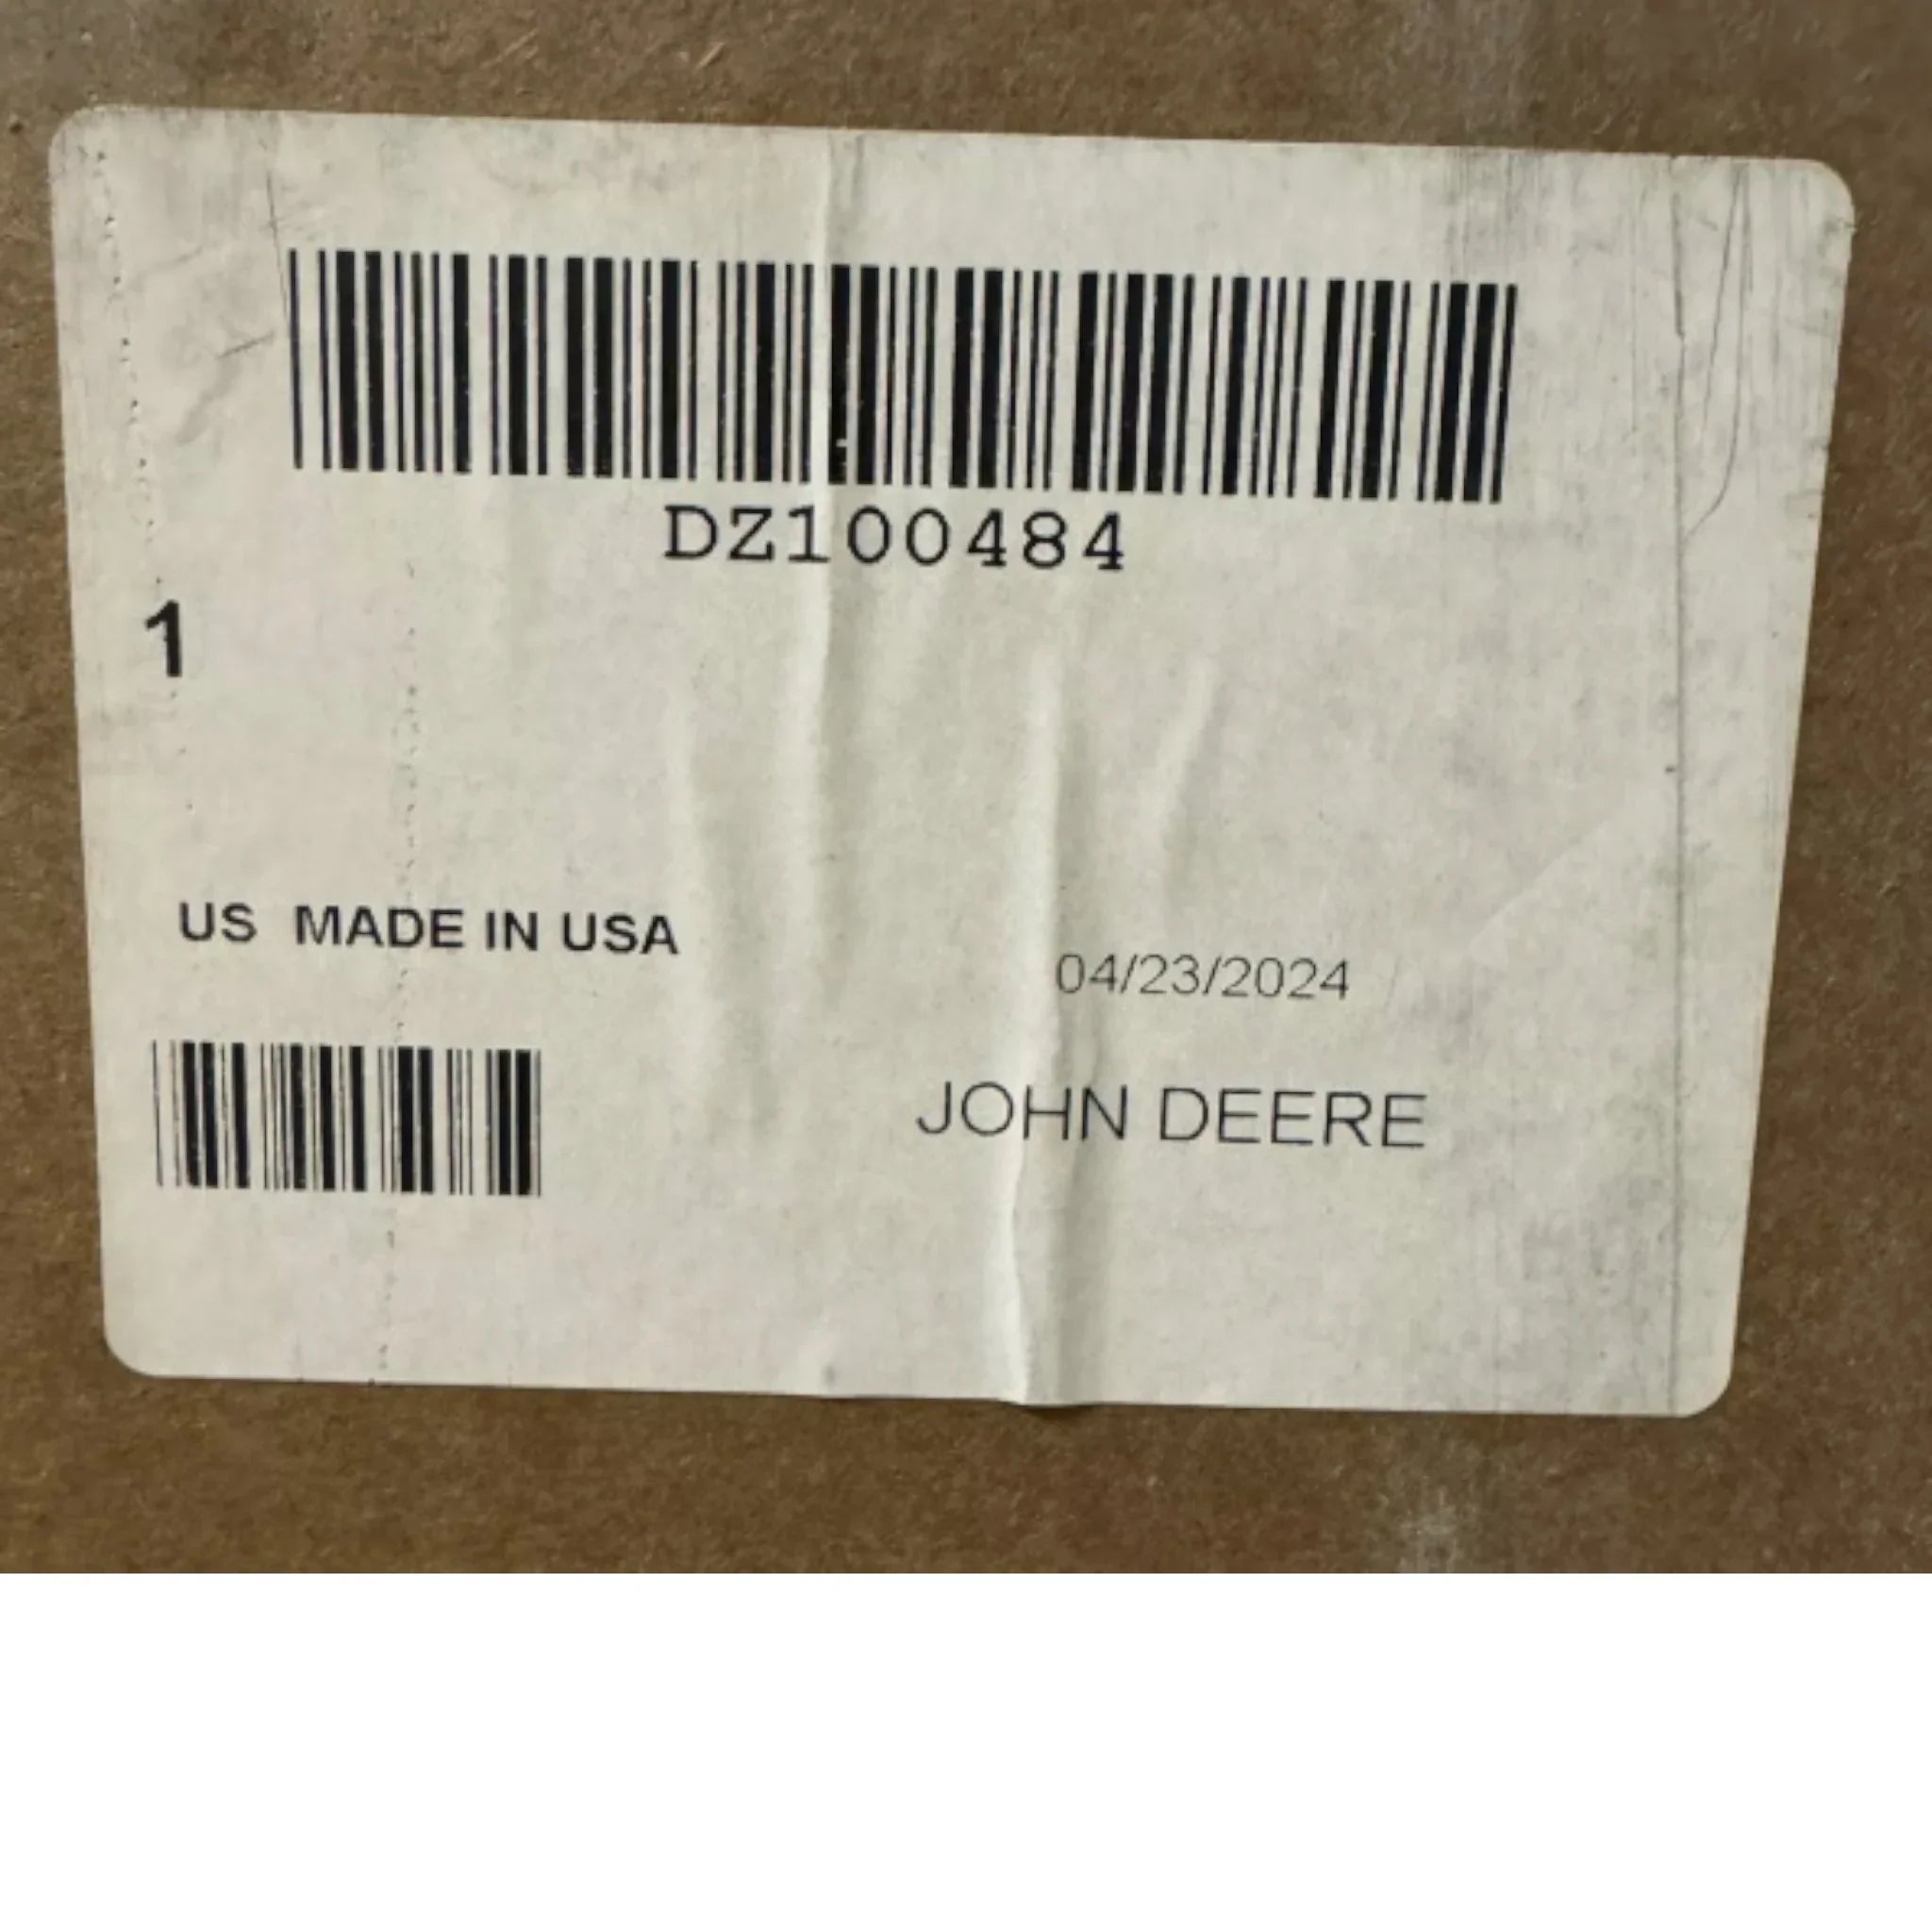 DZ100484
1
US MADE IN USA
04/23/2024
JOHN DEERE